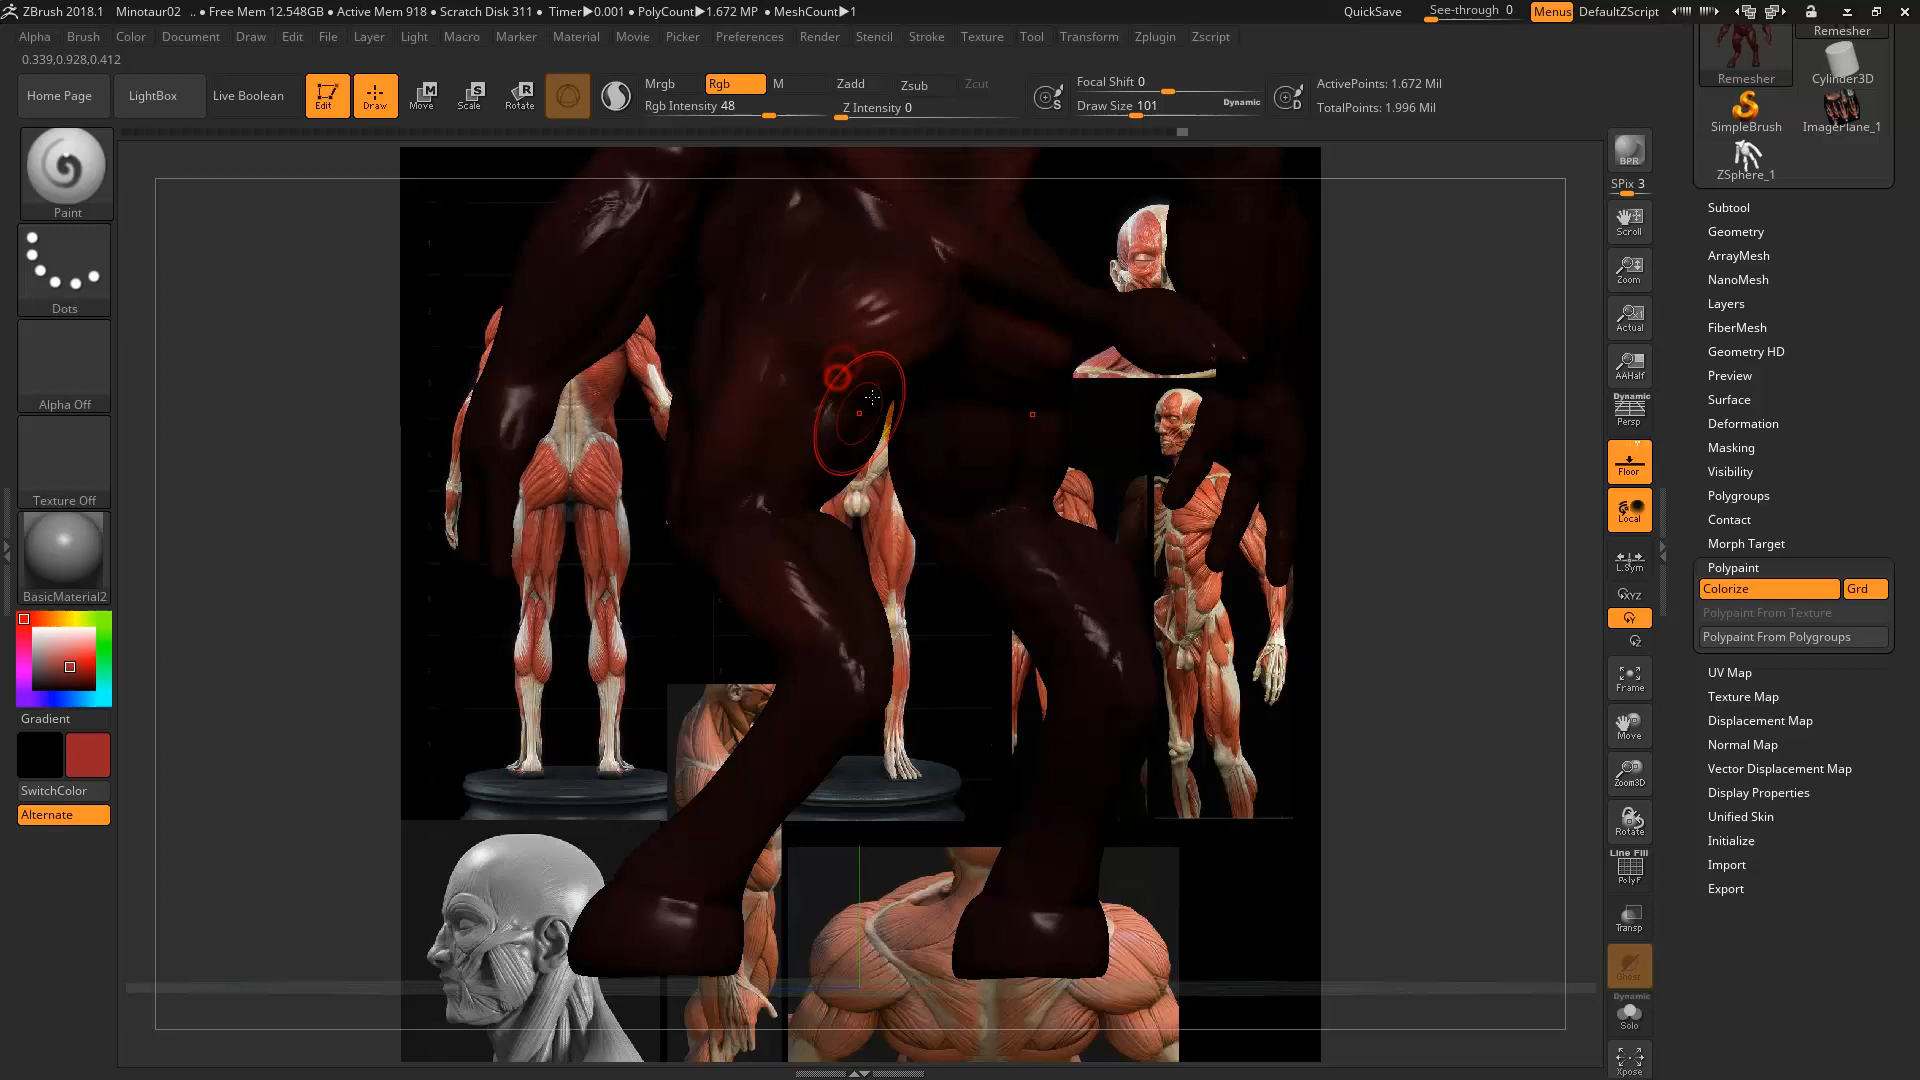 ZBrush 2018.1 Minotaur02 .. ● Free Mem 12.548GB ● Active Mem 918 ● Scratch Disk 311 ● Timer▶0.001 ● PolyCount▶1.672 MP ● MeshCount▶1 QuickSave See-through 0 Menus DefaultZScript
Alpha Brush Color Document Draw Edit File Layer Light Macro Marker Material Movie Picker Preferences Render Stencil Stroke Texture Tool Transform Zplugin Zscript
0.339,0.928,0.412
Home Page LightBox Live Boolean
Edit Draw Move Scale Rotate
Mrgb Rgb M Zadd Zsub Zcut
Rgb Intensity 48 Z Intensity 0
Focal Shift 0
Draw Size 101 Dynamic
ActivePoints: 1.672 Mil
TotalPoints: 1.996 Mil
Paint
Dots
Alpha Off
Texture Off
BasicMaterial2
Gradient
SwitchColor
Alternate
BPR
SPix 3
Scroll
Zoom
Actual
AAHalf
Dynamic
Persp
Floor
Local
L.Sym
XYZ
Y
Z
Frame
Move
Zoom3D
Rotate
Line Fill
PolyF
Transp
Ghost
Dynamic
Solo
Xpose
Remesher
Remesher
Cylinder3D
SimpleBrush
ImagePlane_1
ZSphere_1
Subtool
Geometry
ArrayMesh
NanoMesh
Layers
FiberMesh
Geometry HD
Preview
Surface
Deformation
Masking
Visibility
Polygroups
Contact
Morph Target
Polypaint
Colorize Grd
Polypaint From Texture
Polypaint From Polygroups
UV Map
Texture Map
Displacement Map
Normal Map
Vector Displacement Map
Display Properties
Unified Skin
Initialize
Import
Export